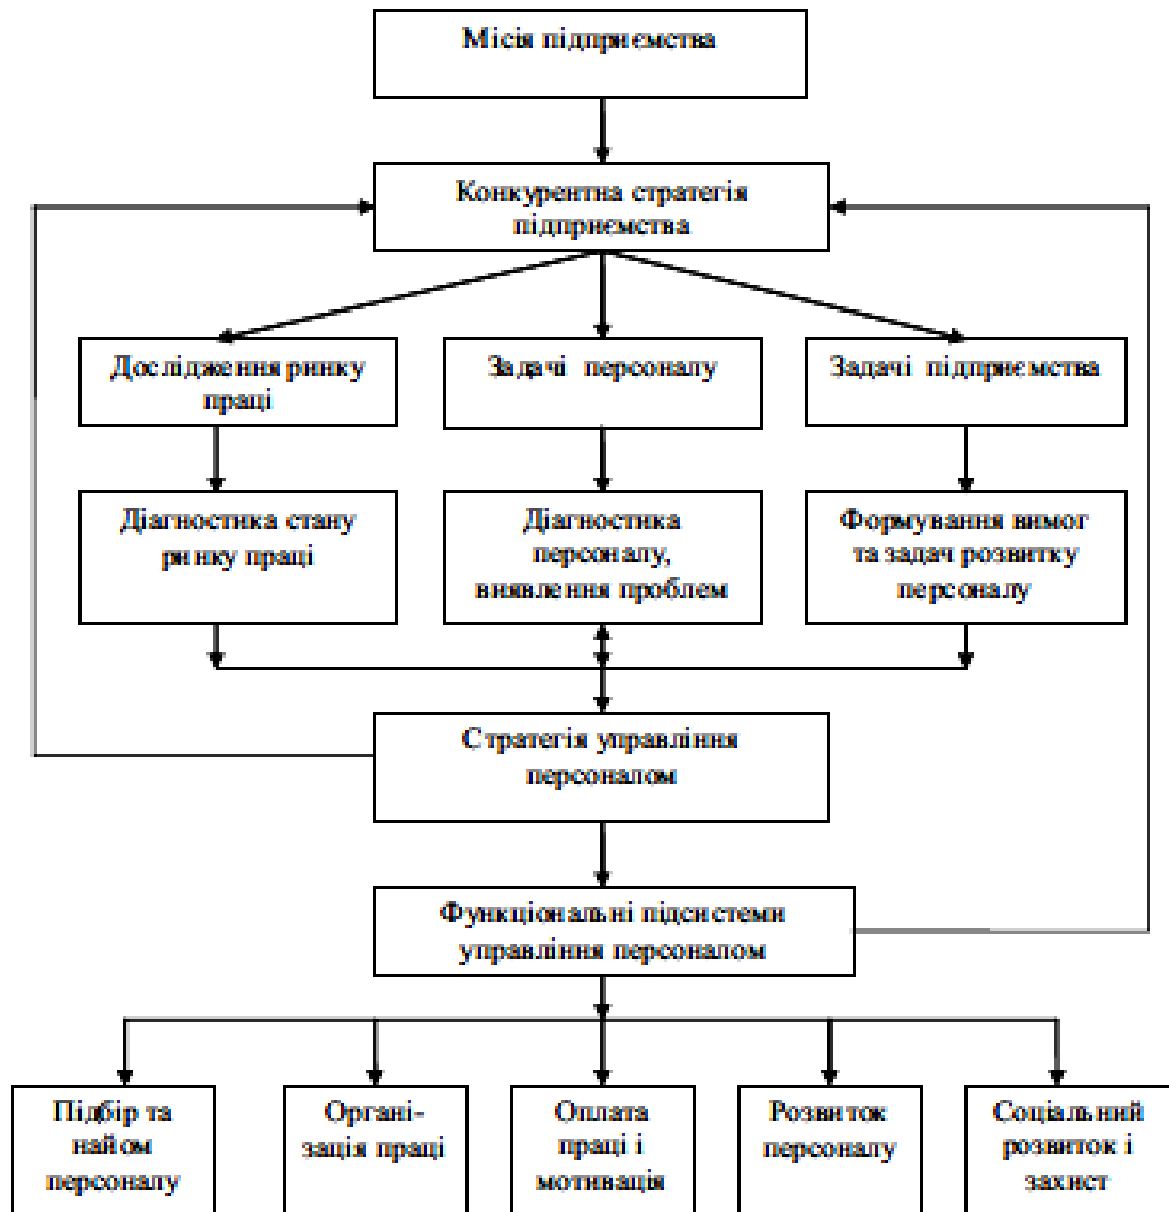 Місія підприємства
Конкурентна стратегія
підприємства
Дослідження ринку
праці
Задачі персоналу
Задачі підприємства
Діагностика стану
ринку праці
Діагностика
персоналу,
виявлення проблем
Формування вимог
та задач розвитку
персоналу
Стратегія управління
персоналом
Функціональні підсистеми
управління персоналом
Підбір та
найом
персоналу
Органі-
зація праці
Оплата
праці і
мотивація
Розвиток
персоналу
Соціальний
розвиток і
захист